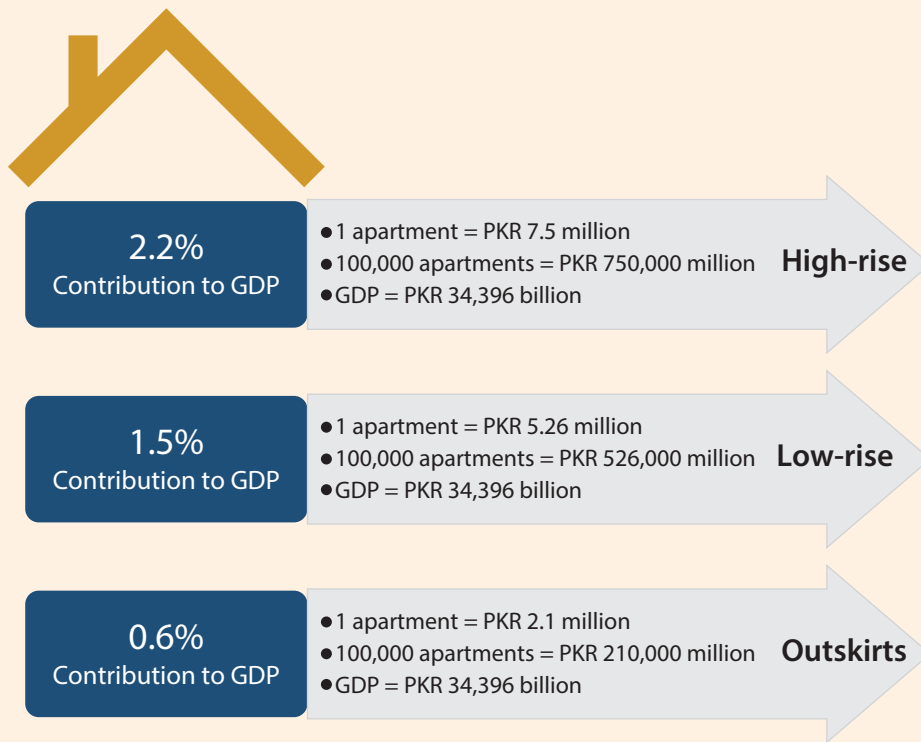 2.2%
Contribution to GDP
●1 apartment = PKR 7.5 million
●100,000 apartments = PKR 750,000 million
●GDP = PKR 34,396 billion
High-rise
1.5%
Contribution to GDP
●1 apartment = PKR 5.26 million
●100,000 apartments = PKR 526,000 million
●GDP = PKR 34,396 billion
Low-rise
0.6%
Contribution to GDP
●1 apartment = PKR 2.1 million
●100,000 apartments = PKR 210,000 million
●GDP = PKR 34,396 billion
Outskirts